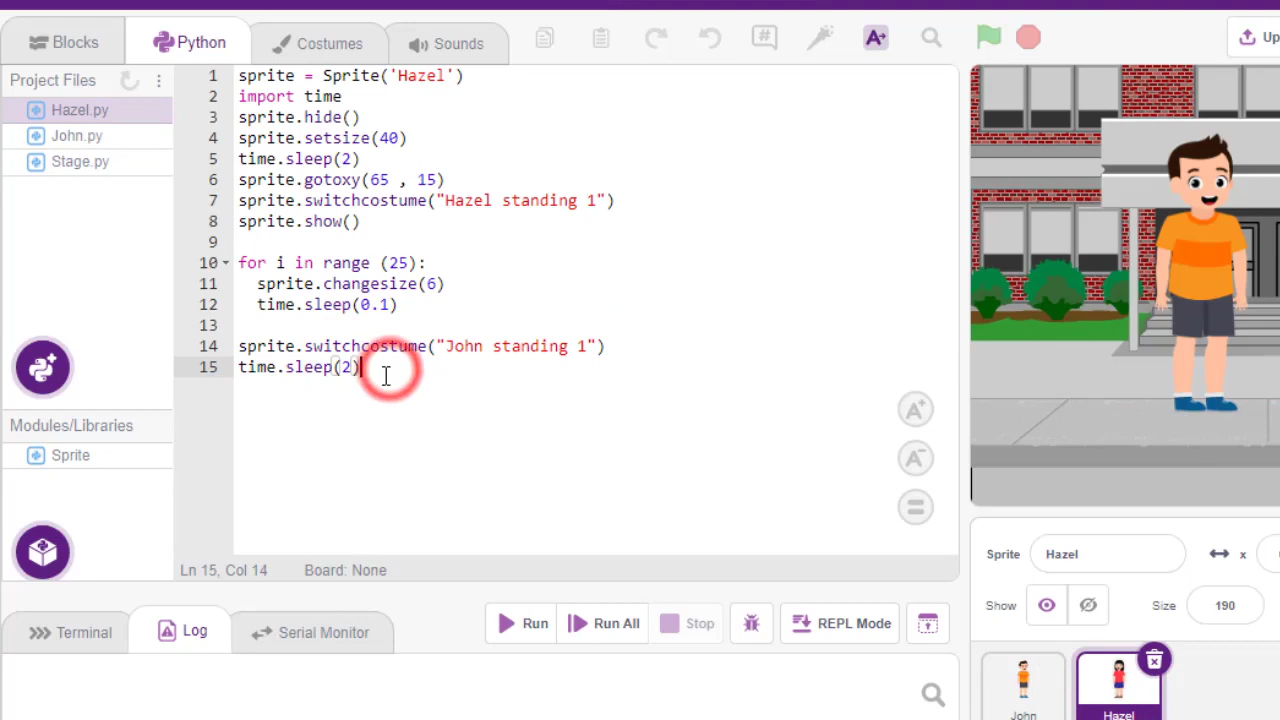 Blocks
Python
Costumes
Sounds
Project Files
Hazel.py
John.py
Stage.py
Modules/Libraries
Sprite
1 sprite = Sprite('Hazel')
2 import time
3 sprite.hide()
4 sprite.setsize(40)
5 time.sleep(2)
6 sprite.gotoxy(65 , 15)
7 sprite.switchcostume("Hazel standing 1")
8 sprite.show()
9
10 for i in range (25):
11 sprite.changesize(6)
12 time.sleep(0.1)
13
14 sprite.switchcostume("John standing 1")
15 time.sleep(2)
Ln 15, Col 14 Board: None
Up
Terminal
Log
Serial Monitor
Run
Run All
Stop
REPL Mode
Sprite Hazel x
Show Size 190
John
Hazel